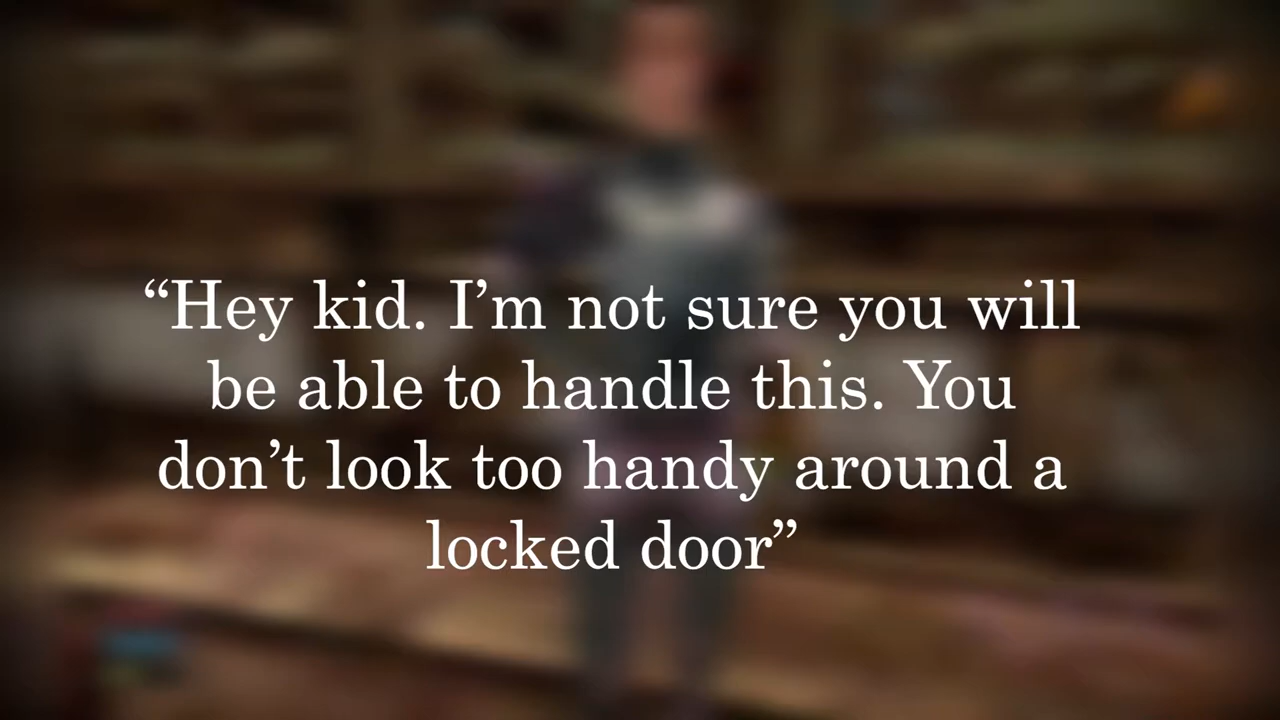 “Hey kid. I’m not sure you will
be able to handle this. You
don’t look too handy around a
locked door”